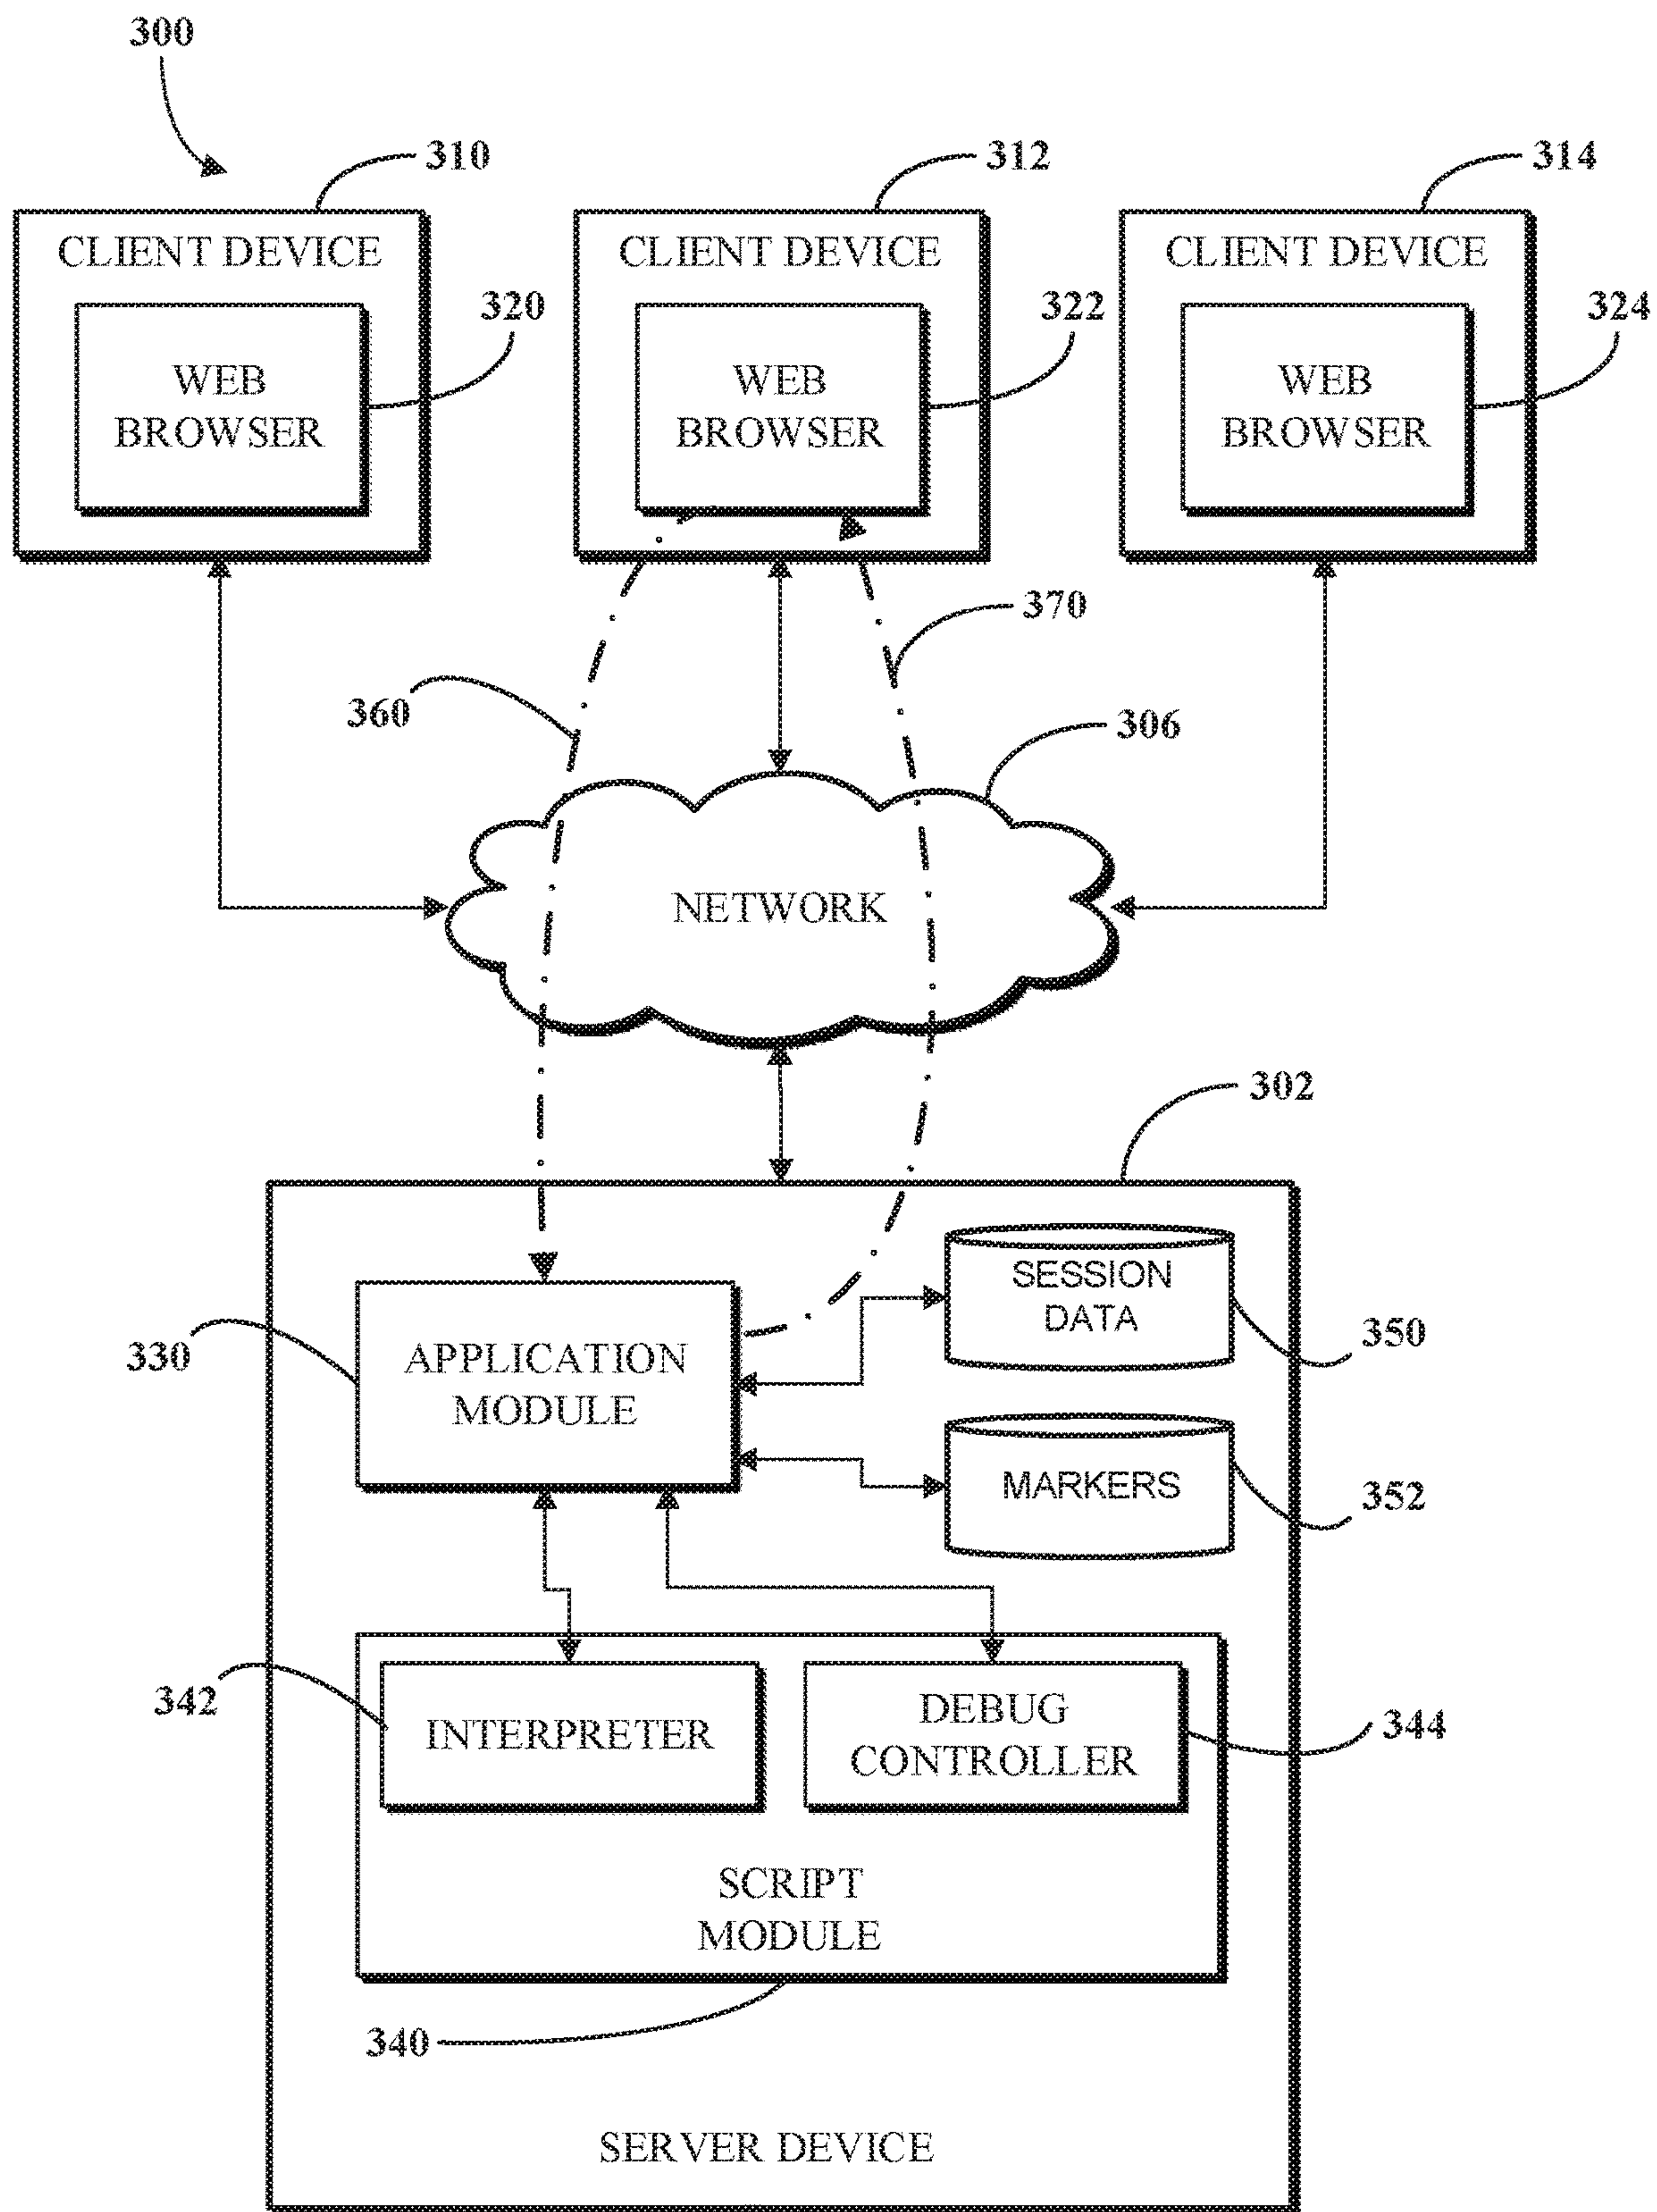 300
310
312
314
CLIENT DEVICE
CLIENT DEVICE
CLIENT DEVICE
320
322
324
WEB
BROWSER
WEB
BROWSER
WEB
BROWSER
370
360
306
NETWORK
302
SESSION
DATA
350
330
APPLICATION
MODULE
MARKERS
352
342
INTERPRETER
DEBUG
CONTROLLER
344
SCRIPT
MODULE
340
SERVER DEVICE